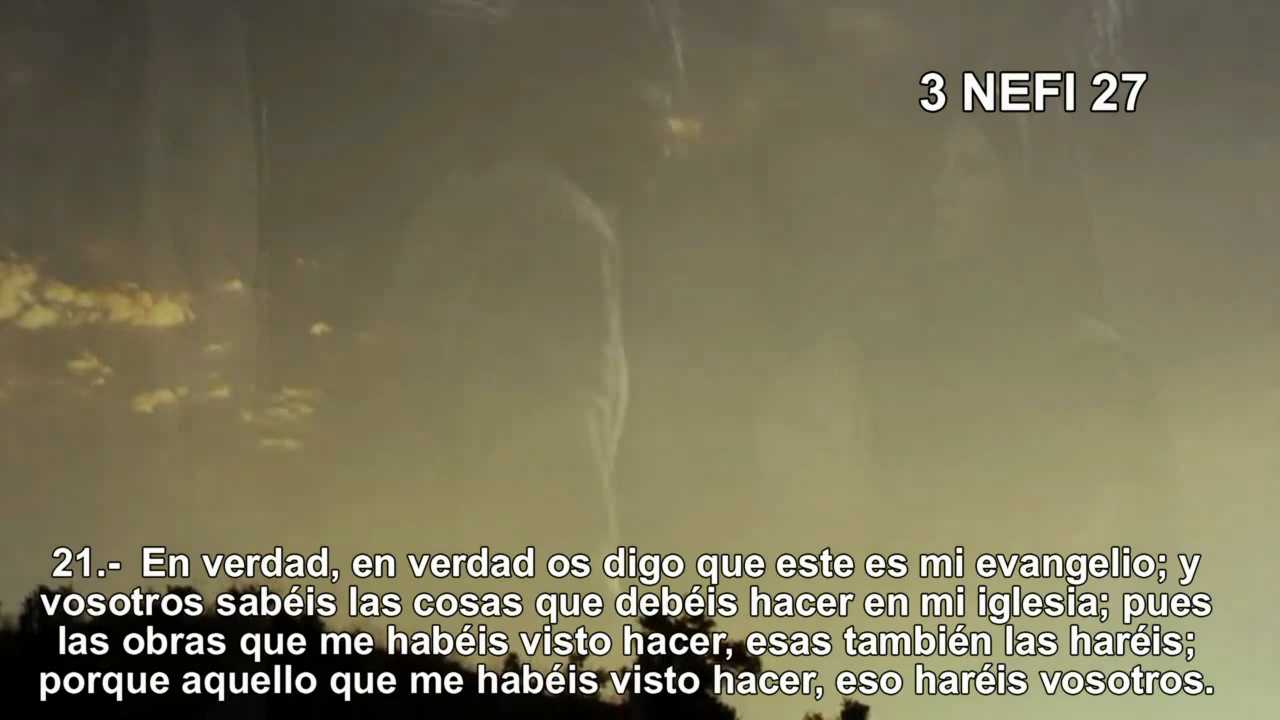 3 NEFI 27
21.- En verdad, en verdad os digo que este es mi evangelio; y
vosotros sabéis las cosas que debéis hacer en mi iglesia; pues
las obras que me habéis visto hacer, esas también las haréis;
porque aquello que me habéis visto hacer, eso haréis vosotros.